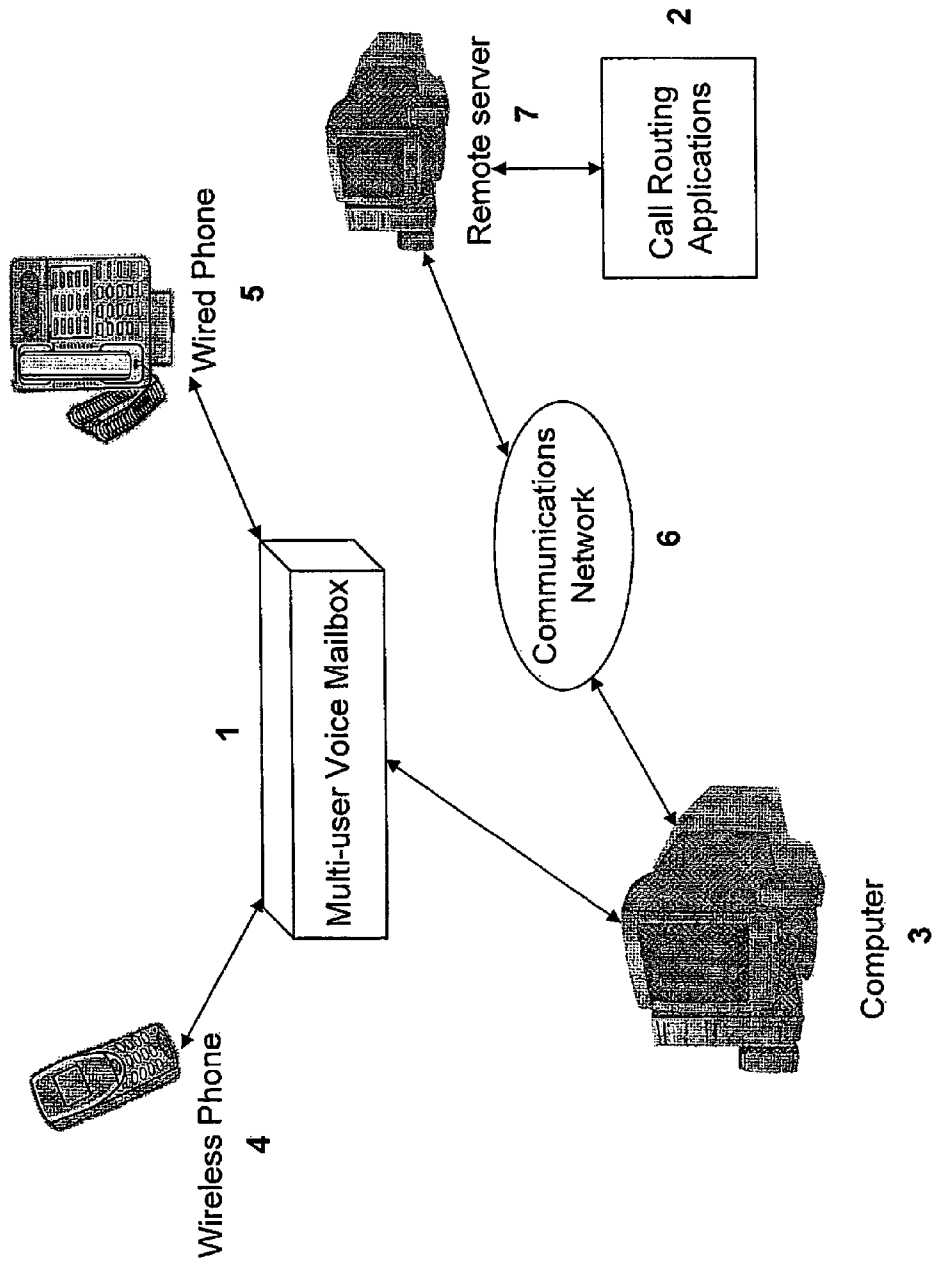 Wireless Phone
4
Wired Phone
5
1
Multi-user Voice Mailbox
Remote server
7
Communications
Network
6
Call Routing
Applications
2
Computer
3